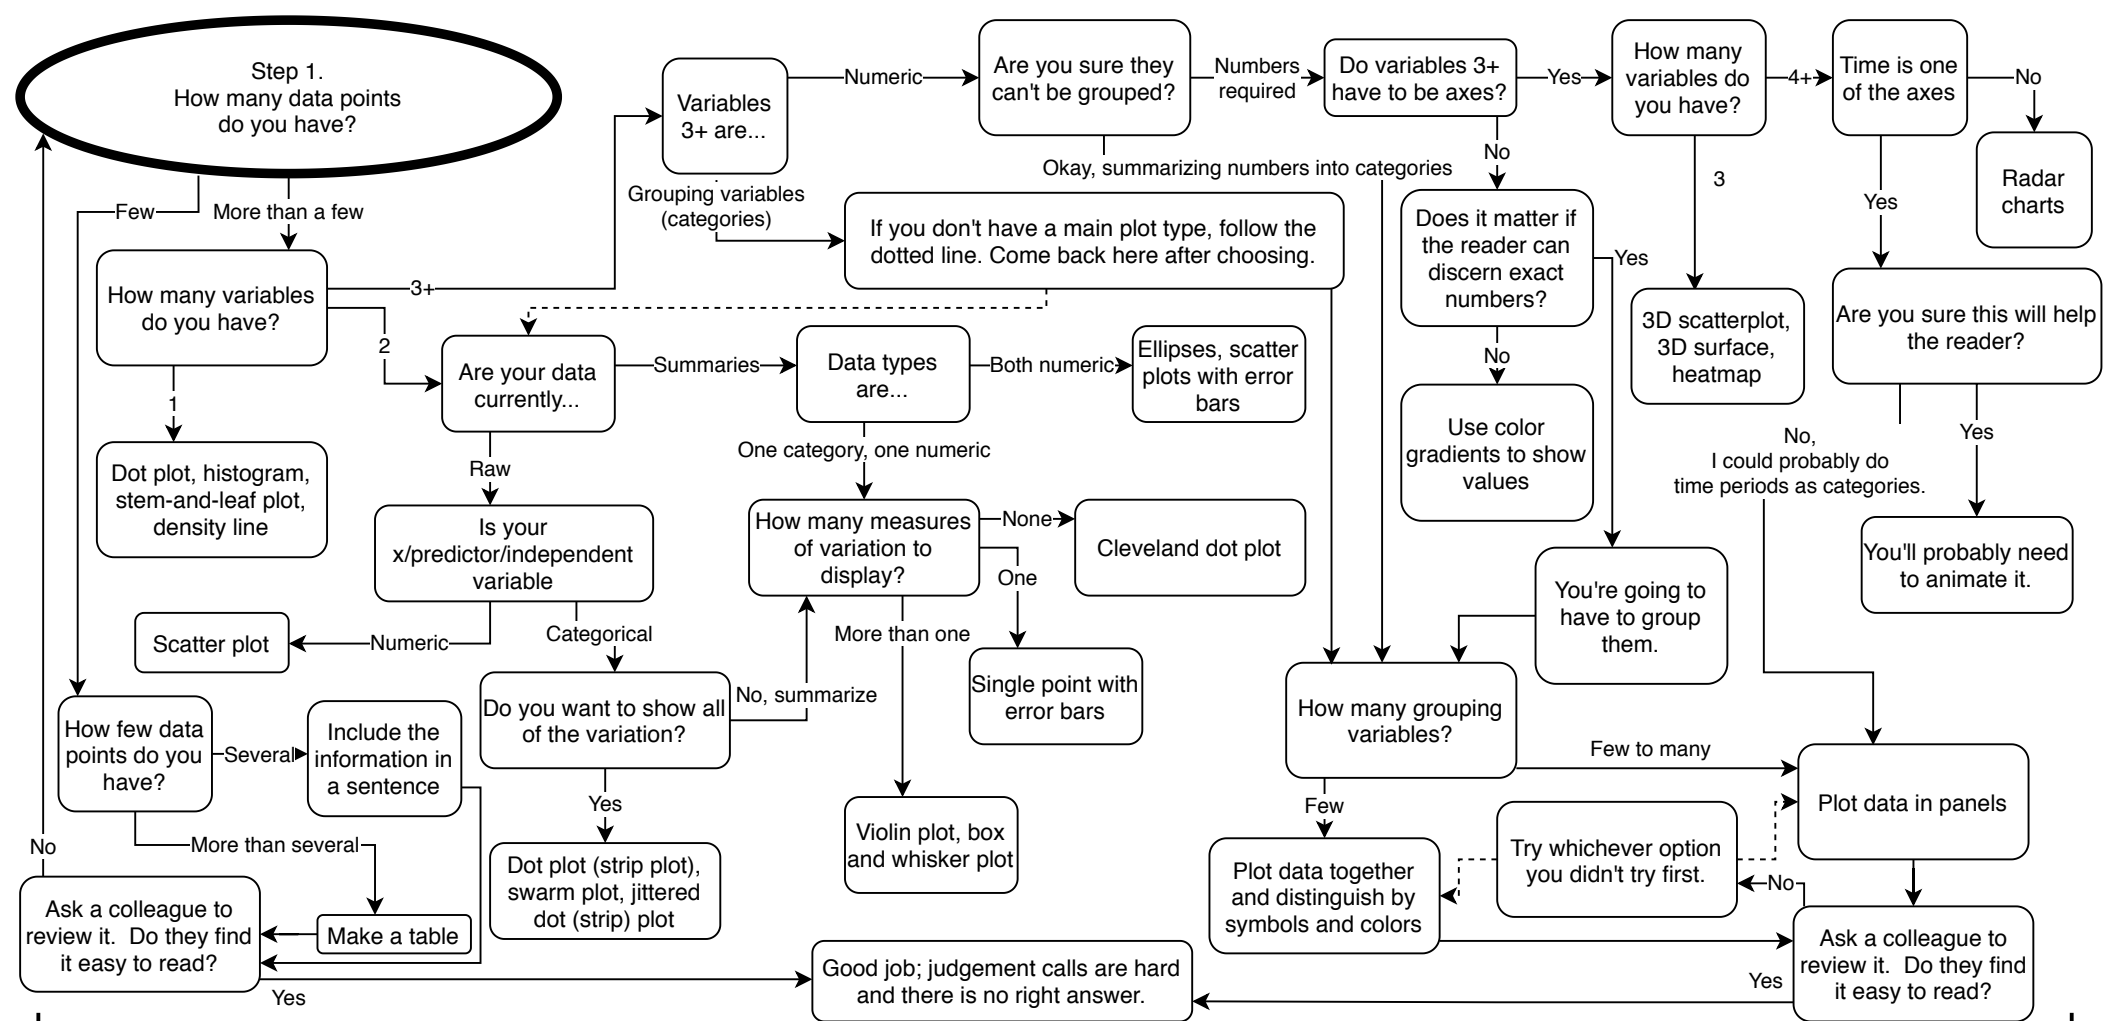 Step 1.
How many data points
do you have?
Few
More than a few
How many variables
do you have?
3+
2
1
Dot plot, histogram,
stem-and-leaf plot,
density line
Variables
3+ are...
Numeric
Grouping variables
(categories)
Are you sure they
can't be grouped?
Numbers
required
Okay, summarizing numbers into categories
Do variables 3+
have to be axes?
Yes
No
How many
variables do
you have?
4+
3
Time is one
of the axes
No
Yes
Radar
charts
If you don't have a main plot type, follow the
dotted line. Come back here after choosing.
Does it matter if
the reader can
discern exact
numbers?
Yes
No
3D scatterplot,
3D surface,
heatmap
Are you sure this will help
the reader?
No,
I could probably do
time periods as categories.
Yes
You'll probably need
to animate it.
Use color
gradients to show
values
You're going to
have to group
them.
Are your data
currently...
Summaries
Raw
Data types
are...
Both numeric
Ellipses, scatter
plots with error
bars
One category, one numeric
How many measures
of variation to
display?
None
Cleveland dot plot
One
Single point with
error bars
More than one
Violin plot, box
and whisker plot
Is your
x/predictor/independent
variable
Numeric
Scatter plot
Categorical
Do you want to show all
of the variation?
No, summarize
Yes
Dot plot (strip plot),
swarm plot, jittered
dot (strip) plot
How few data
points do you
have?
Several
Include the
information in
a sentence
More than several
Make a table
Ask a colleague to
review it. Do they find
it easy to read?
No
Yes
How many grouping
variables?
Few to many
Few
Plot data in panels
Plot data together
and distinguish by
symbols and colors
Try whichever option
you didn't try first.
No
Ask a colleague to
review it. Do they find
it easy to read?
Yes
Good job; judgement calls are hard
and there is no right answer.